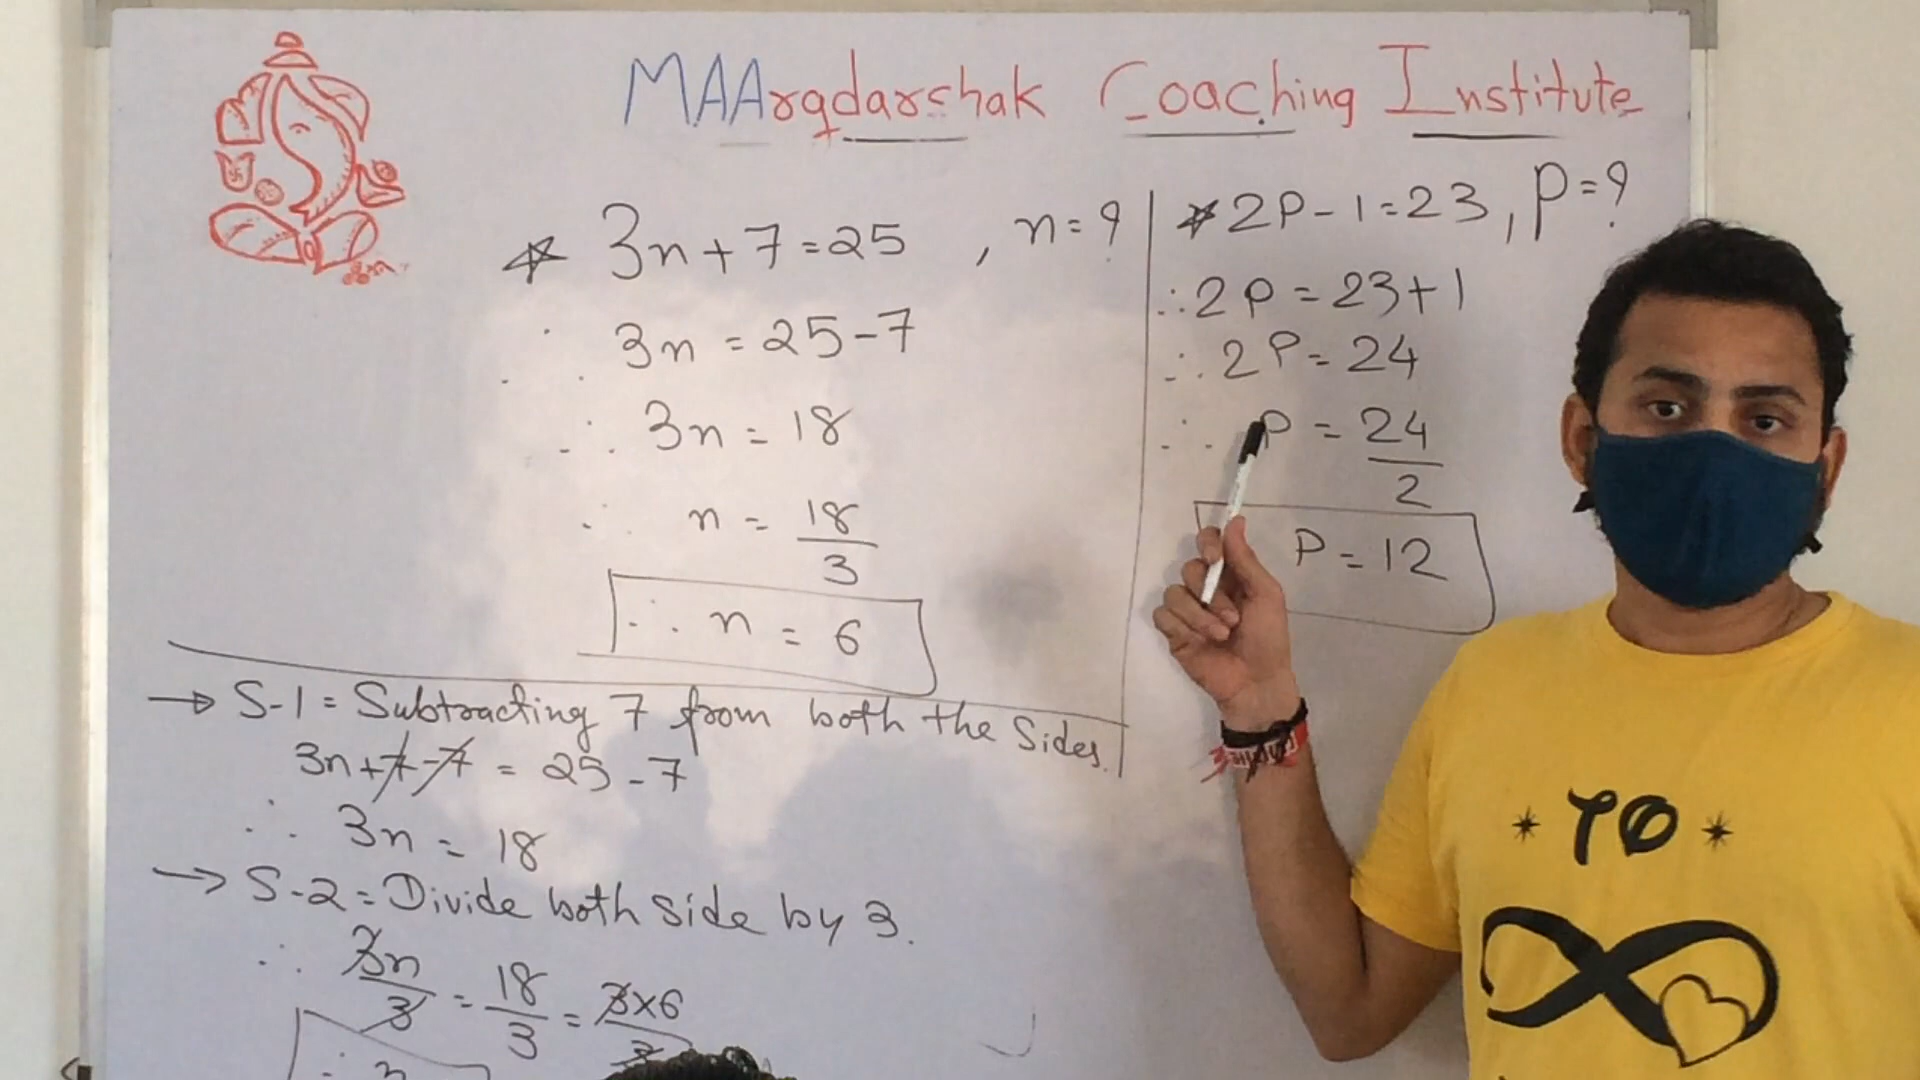 MAArgdarshak Coaching Institute
* 3n+7=25 , n=?
3n = 25-7
∴ 3n = 18
∴ n = 18/3
∴ n = 6
* 2P-1=23, P=?
∴ 2P = 23+1
∴ 2P = 24
∴ P = 24/2
P = 12
→ S-1 = Subtracting 7 from both the Sides.
3n+7-7 = 25-7
∴ 3n = 18
→ S-2 = Divide both side by 3.
∴ 3n/3 = 18/3 = 3×6/3
∴ n
TO